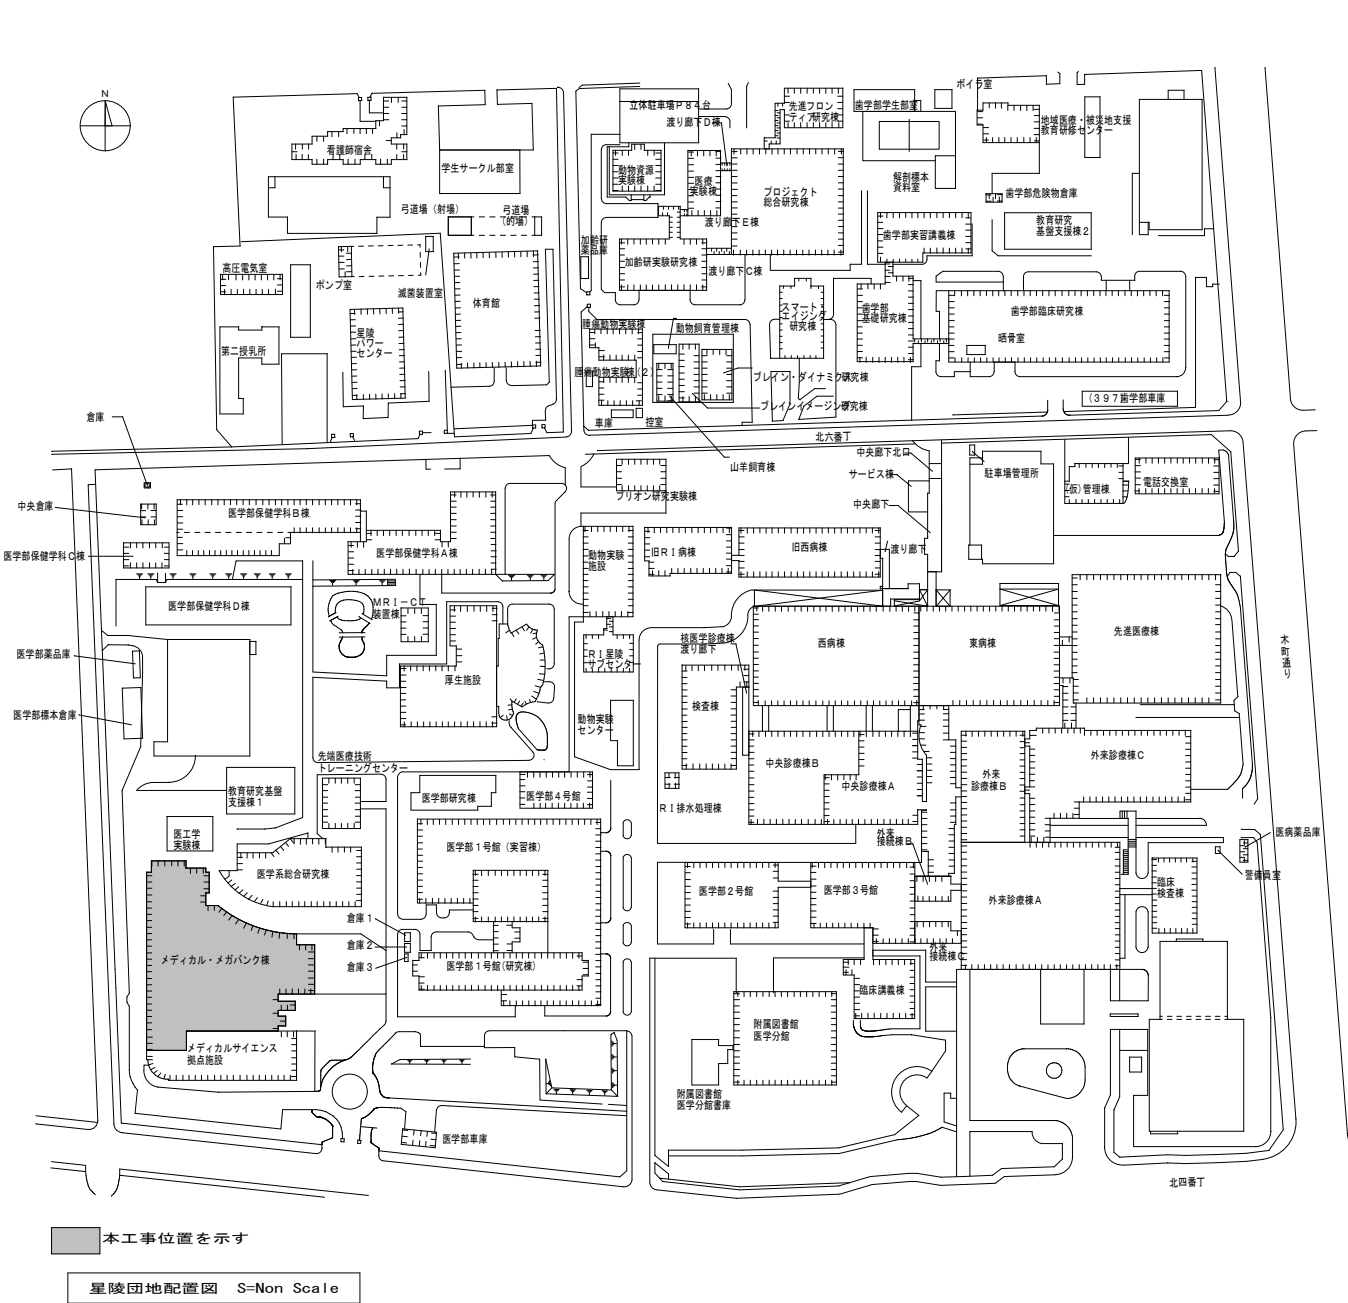 N
看護師宿舎
学生サークル部室
弓道場（射場）
弓道場
（的場）
高圧電気室
ポンプ室
滅菌装置室
体育館
星陵
パワー
センター
第二授乳所
立体駐車場Ｐ８４台
渡り廊下Ｄ棟
先進フロン
ティア研究棟
歯学部学生部室
ボイラ室
地域医療・被災地支援
教育研修センター
動物資源
実験棟
医療
実験棟
プロジェクト
総合研究棟
解剖標本
資料室
歯学部危険物倉庫
教育研究
基盤支援棟２
渡り廊下Ｅ棟
歯学部実習講義棟
加齢研
薬品庫
加齢研実験研究棟
渡り廊下Ｃ棟
スマート・
エイジング
研究棟
歯学部
基礎研究棟
歯学部臨床研究棟
晒骨室
腫瘍動物実験棟
動物飼育管理棟
腫瘍動物実験棟（２）
ブレイン・ダイナミクス研究棟
ブレインイメージング研究棟
（３９７歯学部車庫
車庫
控室
倉庫
北六番丁
山羊飼育棟
中央廊下北口
サービス棟
中央廊下
駐車場管理所
（仮）管理棟
電話交換室
プリオン研究実験棟
中央倉庫
医学部保健学科Ｂ棟
医学部保健学科Ｃ棟
医学部保健学科Ａ棟
動物実験
施設
旧ＲＩ病棟
旧西病棟
渡り廊下
医学部保健学科Ｄ棟
ＭＲＩ－ＣＴ
装置棟
核医学診療棟
渡り廊下
西病棟
東病棟
先進医療棟
木町通り
医学部薬品庫
厚生施設
ＲＩ星陵
サブセンター
検査棟
医学部標本倉庫
動物実験
センター
先端医療技術
トレーニングセンター
中央診療棟Ｂ
中央診療棟Ａ
外来
診療棟Ｂ
外来診療棟Ｃ
教育研究基盤
支援棟１
医学部研究棟
医学部４号館
ＲＩ排水処理棟
医工学
実験棟
医学部１号館（実習棟）
外来
接続棟Ｂ
医病薬品庫
警備員室
医学系総合研究棟
医学部２号館
医学部３号館
外来診療棟Ａ
臨床
検査棟
倉庫１
倉庫２
倉庫３
メディカル・メガバンク棟
医学部１号館（研究棟）
外来
接続棟Ｃ
臨床講義棟
附属図書館
医学分館
メディカルサイエンス
拠点施設
附属図書館
医学分館書庫
医学部車庫
北四番丁
本工事位置を示す
星陵団地配置図　S=Non Scale